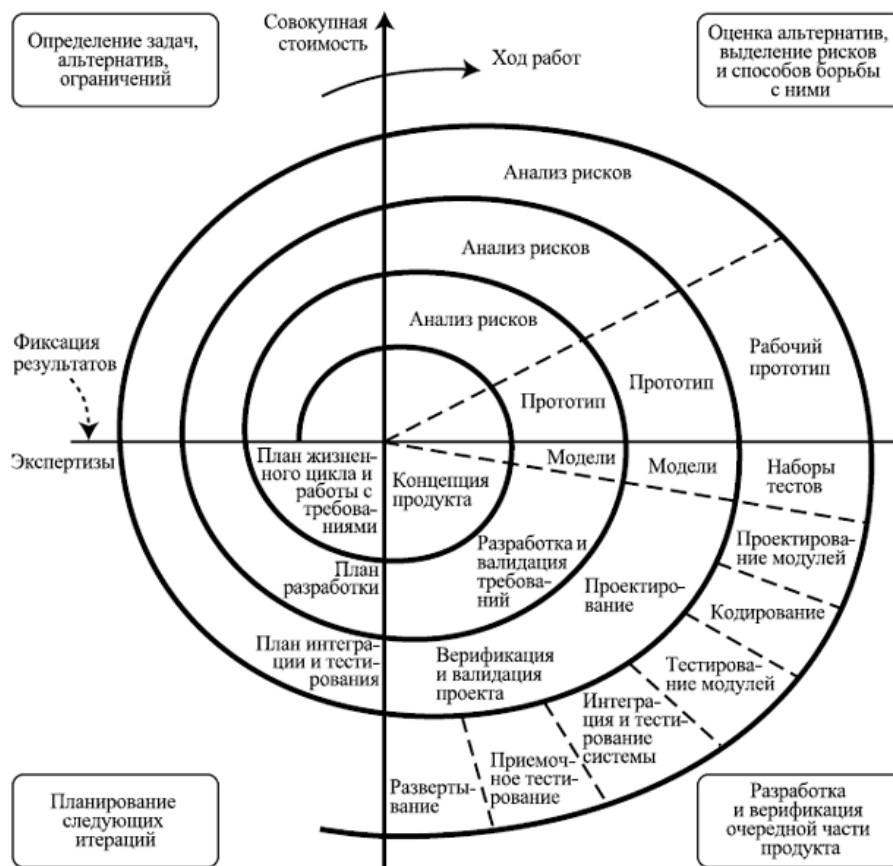 Определение задач,
альтернатив,
ограничений
Совокупная
стоимость
Ход работ
Оценка альтернатив,
выделение рисков
и способов борьбы
с ними
Анализ рисков
Анализ рисков
Анализ рисков
Фиксация
результатов
Рабочий
прототип
Прототип
Прототип
Экспертизы
План жизнен-
ного цикла и
работы с
требова-
ниями
Концепция
продукта
Модели
Модели
Наборы
тестов
Проектирова-
ние модулей
Разработка и
валидация
требова-
ний
План
разработки
Проектиро-
вание
Кодирование
План интегра-
ции и тести-
рования
Верификация
и валидация
проекта
Тестирова-
ние модулей
Интегра-
ция и тести-
рование
системы
Приемоч-
ное тести-
рование
Разверты-
вание
Планирование
следующих
итераций
Разработка
и верификация
очередной части
продукта